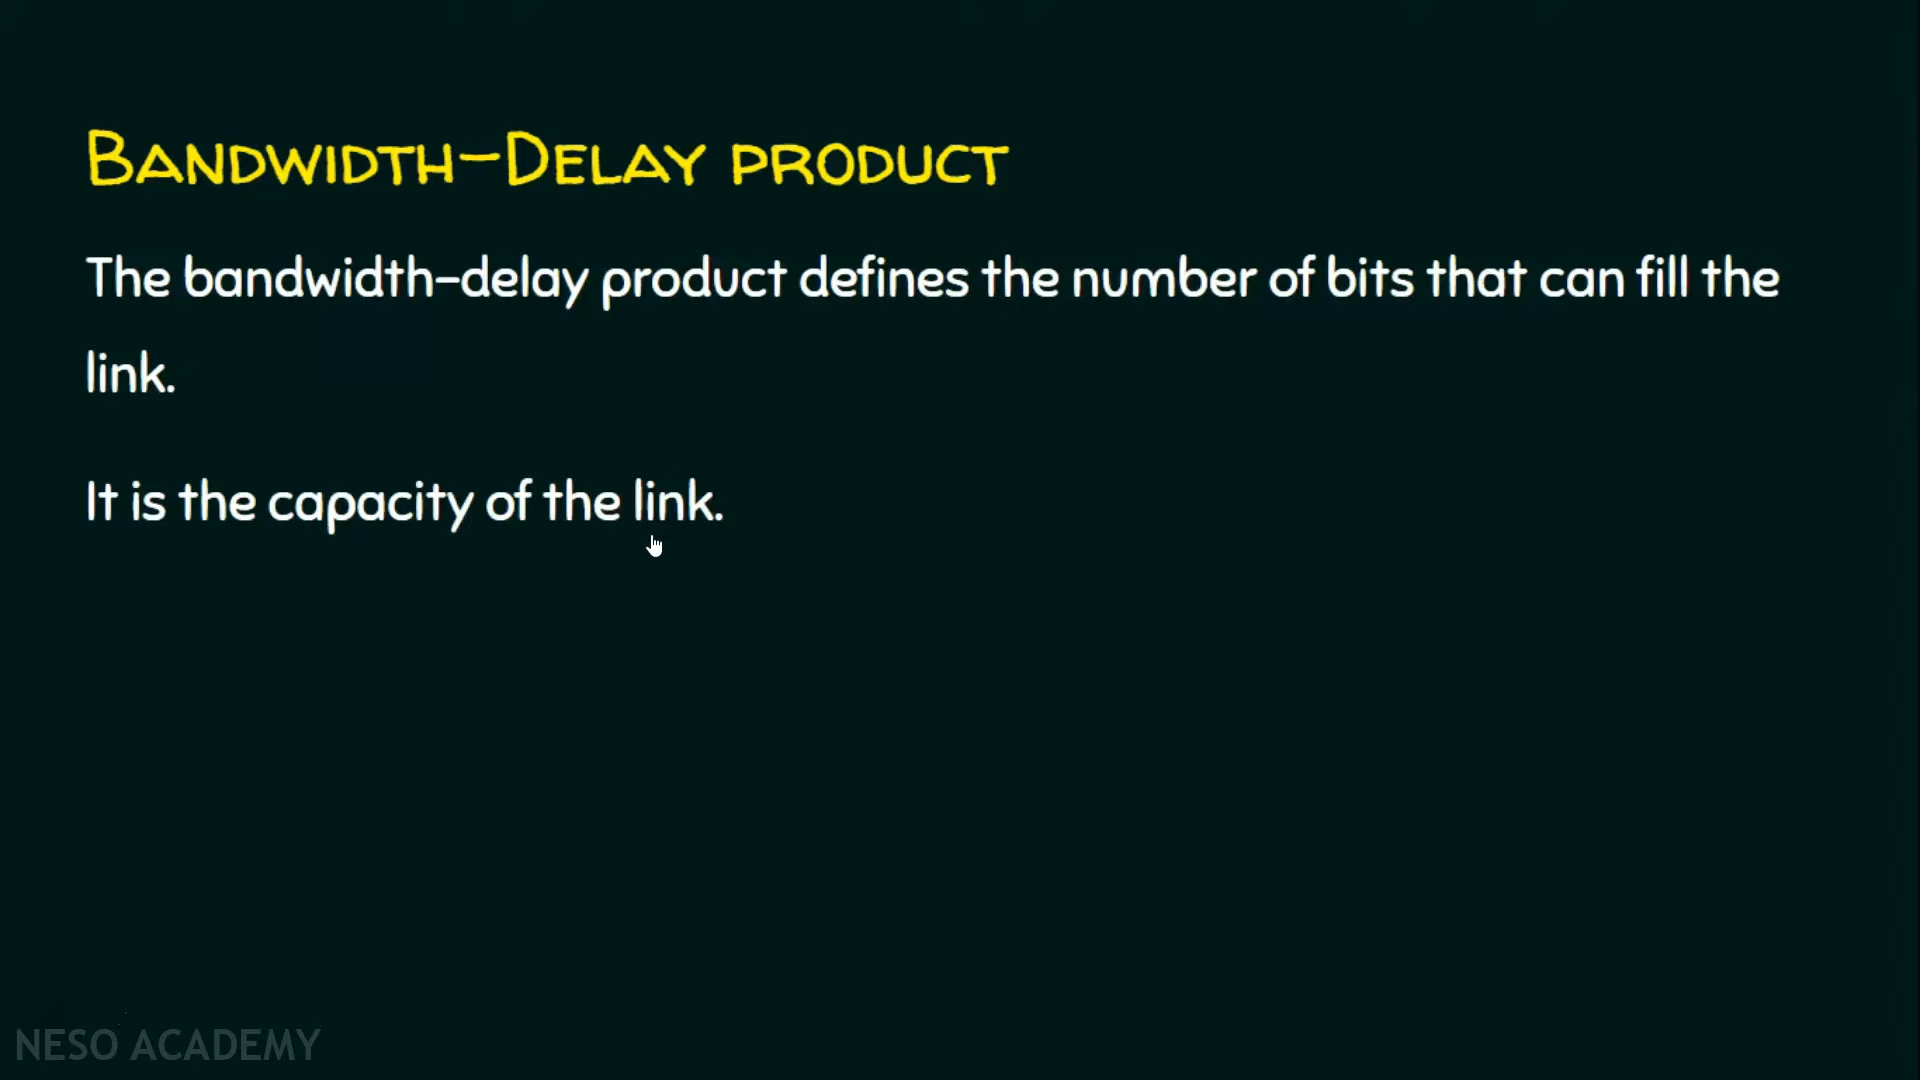 Bandwidth-Delay product
The bandwidth-delay product defines the number of bits that can fill the
link.
It is the capacity of the link.
NESO ACADEMY